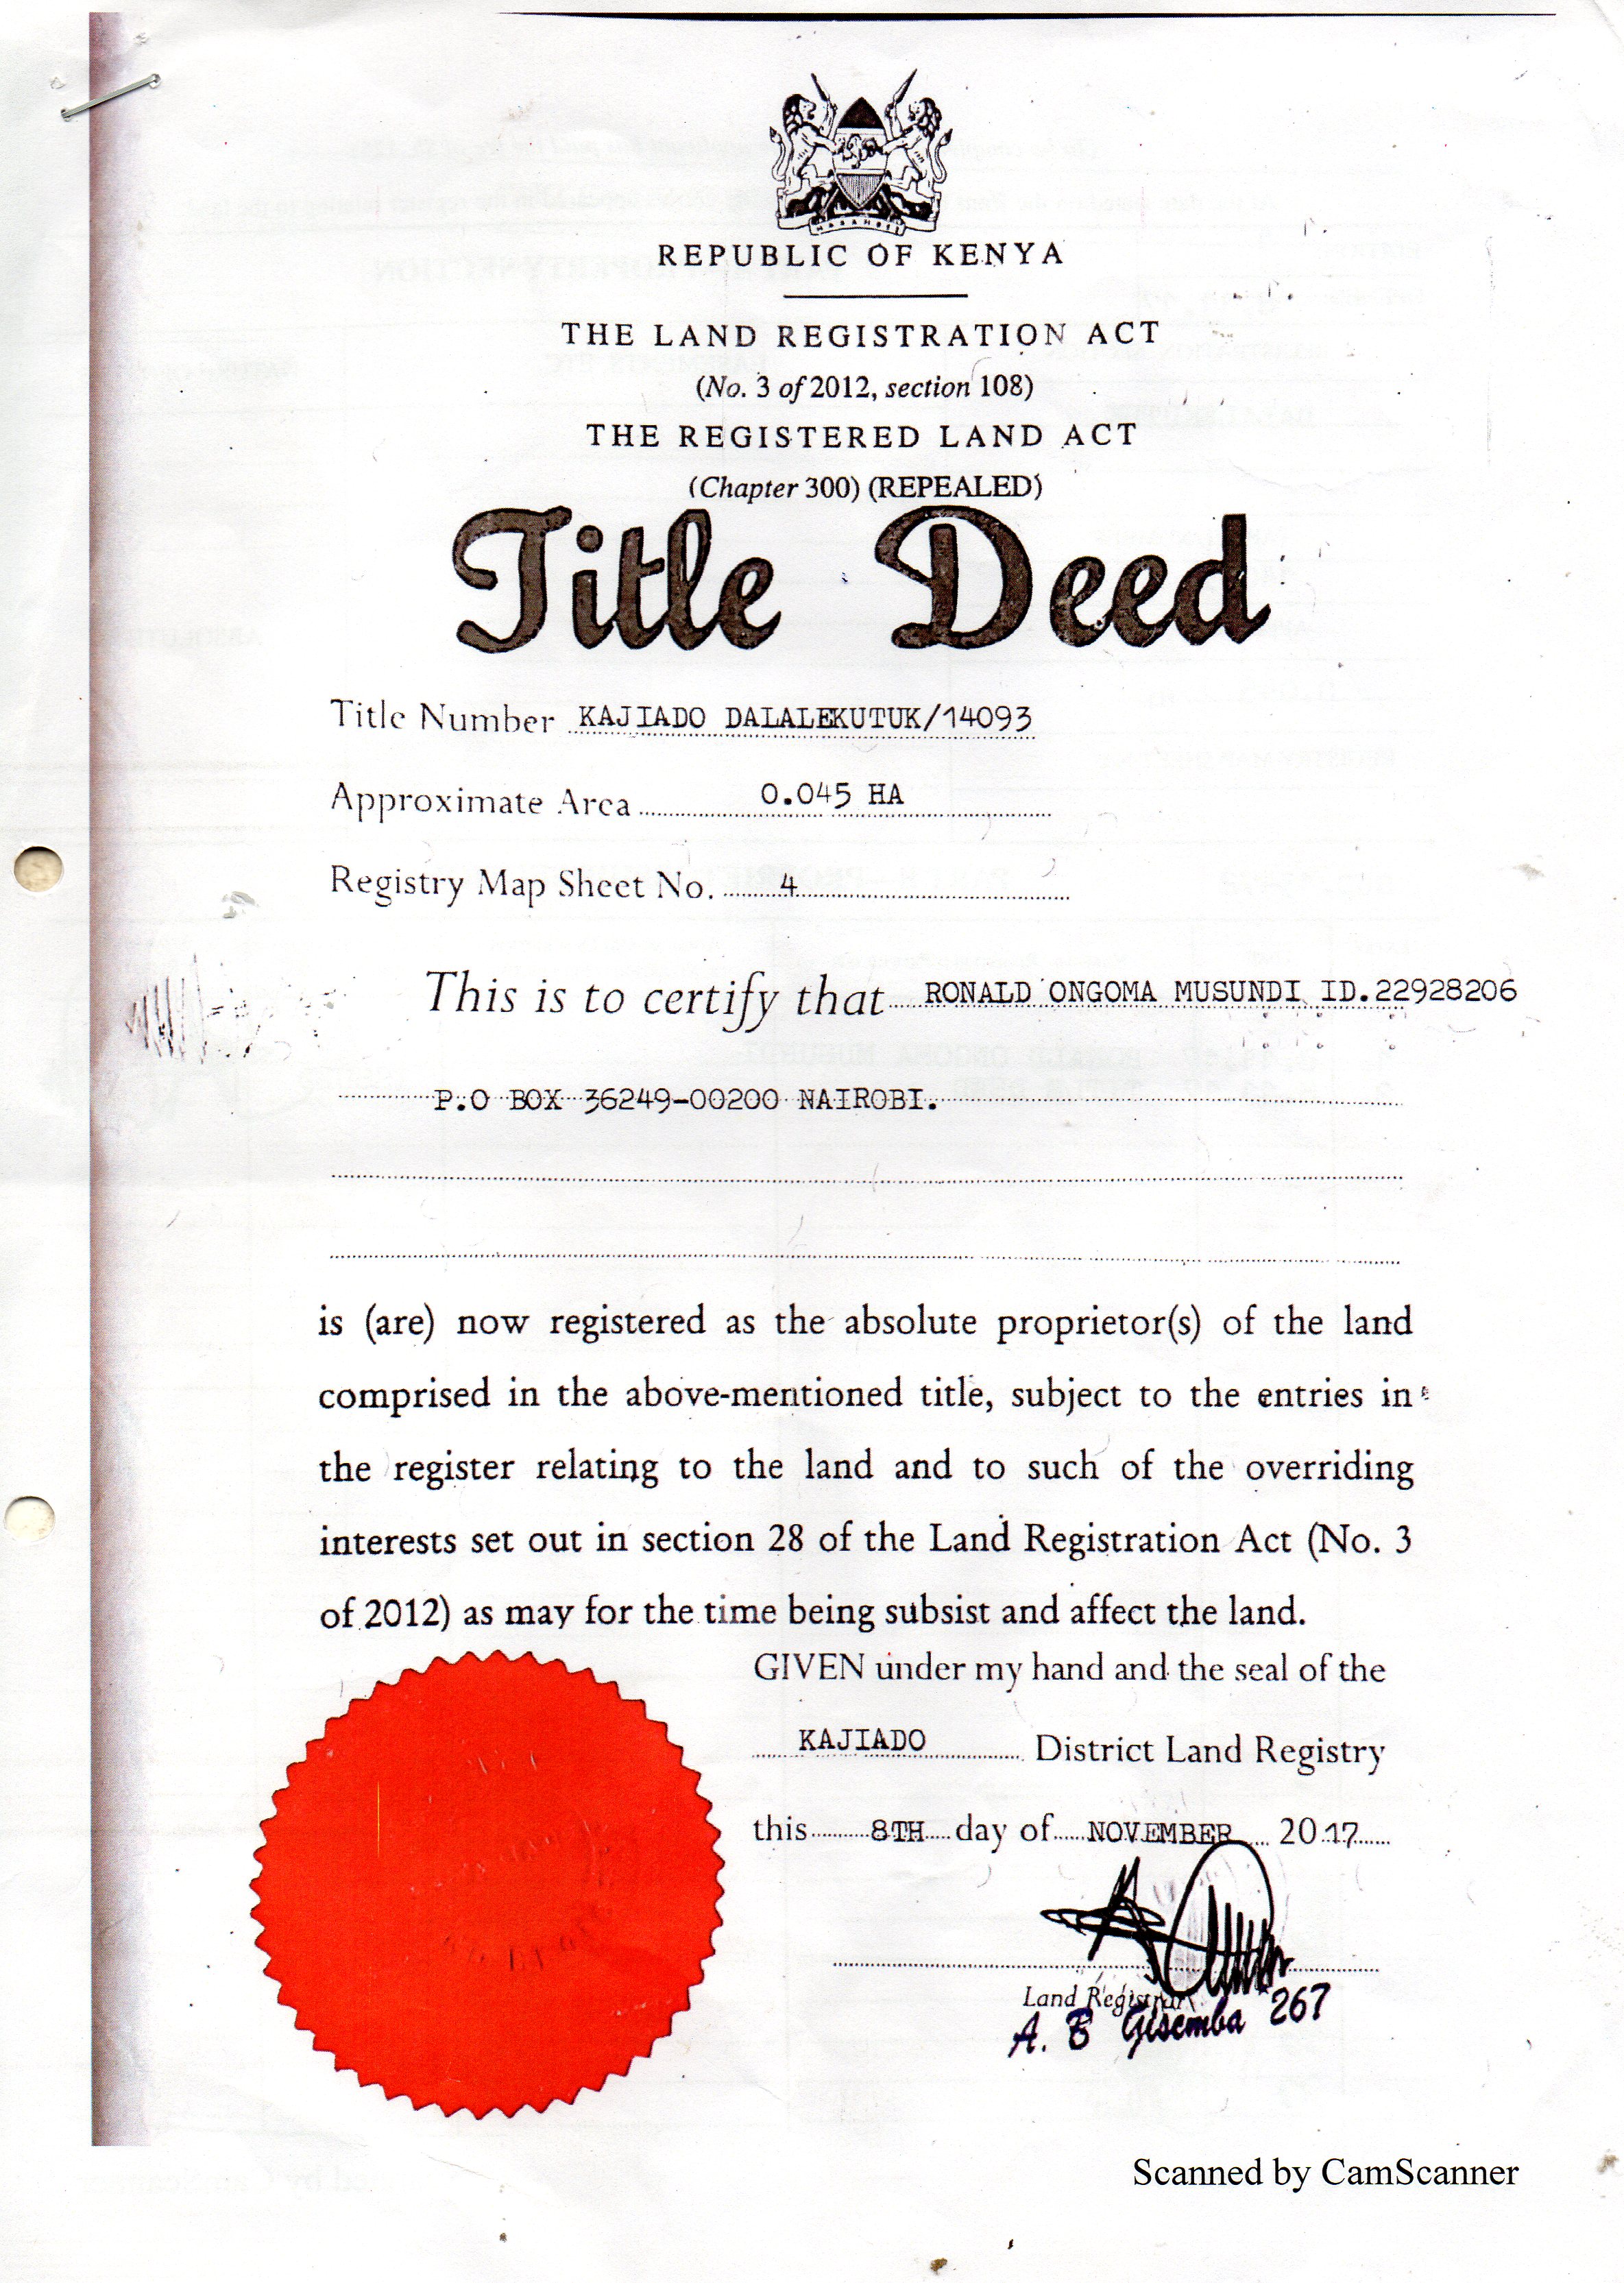 HARAMBEE
REPUBLIC OF KENYA
THE LAND REGISTRATION ACT
(No. 3 of 2012, section 108)
THE REGISTERED LAND ACT
(Chapter 300) (REPEALED)
Title Deed
Title Number KAJIADO DALALEKUTUK/14093
Approximate Area 0.045 HA
Registry Map Sheet No. 4
This is to certify that RONALD ONGOMA MUSUNDI ID.22928206
P.O BOX 36249-00200 NAIROBI.
is (are) now registered as the absolute proprietor(s) of the land
comprised in the above-mentioned title, subject to the entries in
the register relating to the land and to such of the overriding
interests set out in section 28 of the Land Registration Act (No. 3
of 2012) as may for the time being subsist and affect the land.
GIVEN under my hand and the seal of the
KAJIADO District Land Registry
this 8TH day of NOVEMBER 2017
Land Registrar
A. B Gisemba 267
Scanned by CamScanner